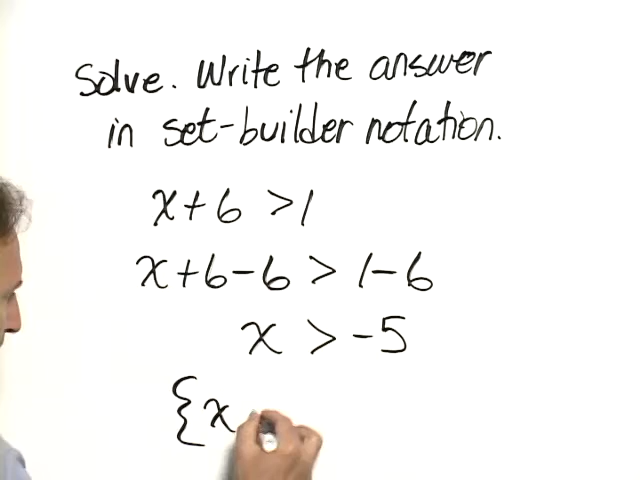 Solve. Write the answer
in set-builder notation.
x+6 >1
x+6-6 > 1-6
x > -5
{x